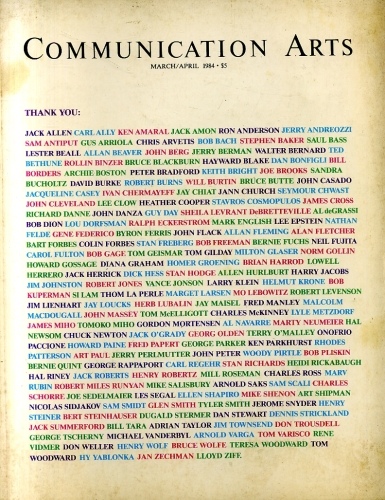 COMMUNICATION ARTS
MARCH/APRIL 1984 • $5
THANK YOU:
JACK ALLEN CARL ALLY KEN AMARAL JACK AMON RON ANDERSON JERRY ANDREOZZI
SAM ANTIPUT GUS ARRIOLA CHRIS ARVETIS BOB BACH STEPHEN BAKER SAUL BASS
LESTER BEALL ALLAN BEAVER JOHN BERG JERRY BERMAN WALTER BERNARD TED
BETHUNE ROLLIN BINZER BRUCE BLACKBURN HAYWARD BLAKE DON BONFIGLI BILL
BORDERS ARCHIE BOSTON PETER BRADFORD KEITH BRIGHT JOE BROOKS SANDRA
BUCHOLTZ DAVID BURKE ROBERT BURNS WILL BURTIN BRUCE BUTTE JOHN CASADO
JACQUELINE CASEY IVAN CHERMAYEFF JAY CHIAT JANN CHURCH SEYMOUR CHWAST
JOHN CLEVELAND LEE CLOW HEATHER COOPER STAVROS COSMOPULOS JAMES CROSS
RICHARD DANNE JOHN DANZA GUY DAY SHEILA LEVRANT DEBRETTEVILLE AL deGRASSI
BOB DION LOU DORFSMAN RALPH ECKERSTROM MARK ENGLISH LEE EPSTEIN NATHAN
FELDE GENE FEDERICO BYRON FERRIS JOHN FLACK ALLAN FLEMING ALAN FLETCHER
BART FORBES COLIN FORBES STAN FREBERG BOB FREEMAN BERNIE FUCHS NEIL FUJITA
CAROL FULTON BOB GAGE TOM GEISMAR TOM GILDAY MILTON GLASER NORM GOLLIN
HOWARD GOSSAGE DIANA GRAHAM HOMER GROENING BRIAN HARROD LOWELL
HERRERO JACK HERRICK DICK HESS STAN HODGE ALLEN HURLBURT HARRY JACOBS
JIM JOHNSTON ROBERT JONES VANCE JONSON LARRY KLEIN HELMUT KRONE BOB
KUPERMAN SI LAM THOM LA PERLE MARGET LARSEN MO LEBOWITZ ROBERT LEVENSON
JIM LIENHART JAY LOUCKS HERB LUBALIN JAY MAISEL FRED MANLEY MALCOLM
MACDOUGALL JOHN MASSEY TOM McELLIGOTT CHARLES McKINNEY LYLE METZDORF
JAMES MIHO TOMOKO MIHO GORDON MORTENSEN AL NAVARRE MARTY NEUMEIER HAL
NEWSOM CHUCK NEWTON JACK O'GRADY GEORG OLDEN TERRY O'MALLEY ONOFRIO
PACCIONE HOWARD PAINE FRED PAPERT GEORGE PARKER KEN PARKHURST RHODES
PATTERSON ART PAUL JERRY PERLMUTTER JOHN PETER WOODY PIRTLE BOB PLISKIN
BERNIE QUINT GEORGE RAPPAPORT CARL REGEHR STAN RICHARDS HEIDI RICKABAUGH
HAL RINEY JACK ROBERTS HENRY ROBERTZ MILL ROSEMAN CHARLES ROSS MARV
RUBIN ROBERT MILES RUNYAN MIKE SALISBURY ARNOLD SAKS SAM SCALI CHARLES
SCHORRE JOE SEDELMAIER LES SEGAL ELLEN SHAPIRO MIKE SHENON ART SHIPMAN
NICOLAS SIDJAKOV SAM SMIDT GLEN SMITH TYLER SMITH JEROME SNYDER HENRY
STEINER BERT STEINHAUSER DUGALD STERMER DAN STEWART DENNIS STRICKLAND
JACK SUMMERFORD BILL TARA ADRIAN TAYLOR JIM TOWNSEND DON TROUSDELL
GEORGE TSCHERNY MICHAEL VANDERBYL ARNOLD VARGA TOM VARISCO RENE
VIDMER DON WELLER HENRY WOLF BRUCE WOLFE TERESA WOODWARD TOM
WOODWARD HY YABLONKA JAN ZECHMAN LLOYD ZIFF.